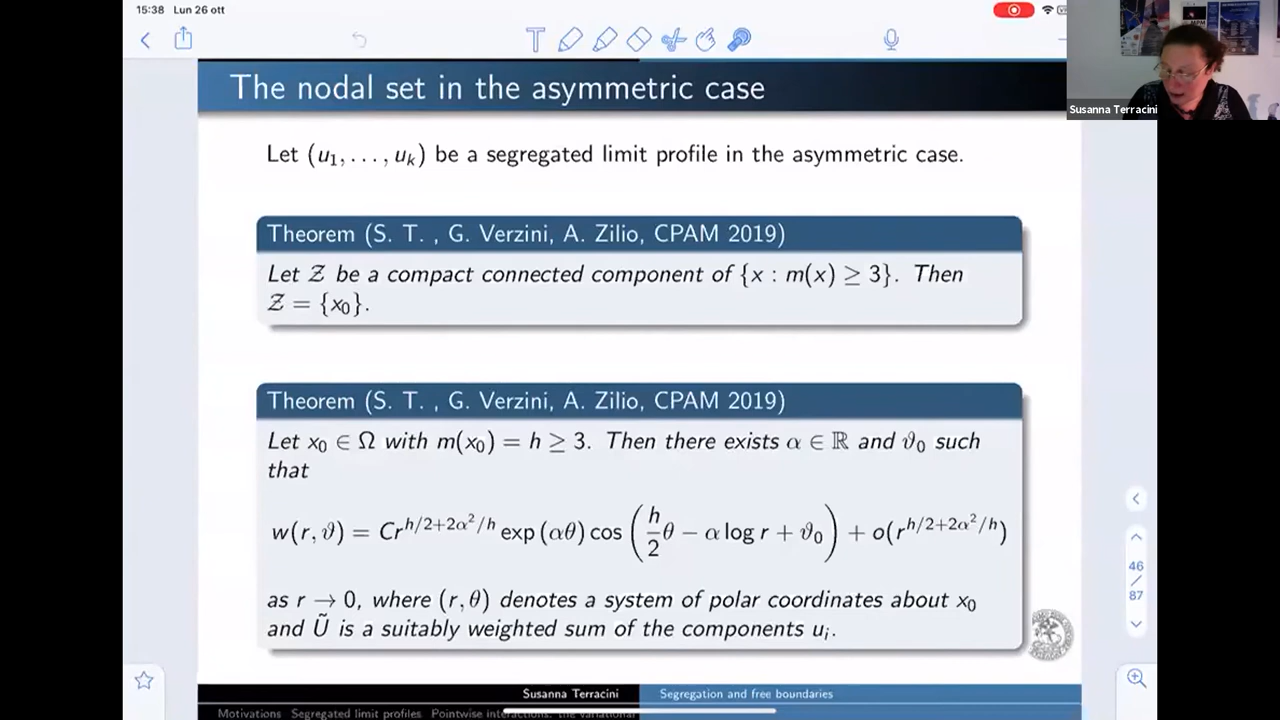 15:38 Lun 26 ott
The nodal set in the asymmetric case
Susanna Terracini
Let (u₁, . . . , uₖ) be a segregated limit profile in the asymmetric case.
Theorem (S. T. , G. Verzini, A. Zilio, CPAM 2019)
Let 𝒵 be a compact connected component of {x : m(x) ≥ 3}. Then
𝒵 = {x₀}.
Theorem (S. T. , G. Verzini, A. Zilio, CPAM 2019)
Let x₀ ∈ Ω with m(x₀) = h ≥ 3. Then there exists α ∈ ℝ and ϑ₀ such
that
w(r, ϑ) = Cr^{h/2+2α²/h} exp (αθ) cos (h/2 θ − α log r + ϑ₀) + o(r^{h/2+2α²/h})
as r → 0, where (r, θ) denotes a system of polar coordinates about x₀
and Ũ is a suitably weighted sum of the components uᵢ.
46
/
87
Susanna Terracini Segregation and free boundaries
Motivations Segregated limit profiles Pointwise interactions: the variational